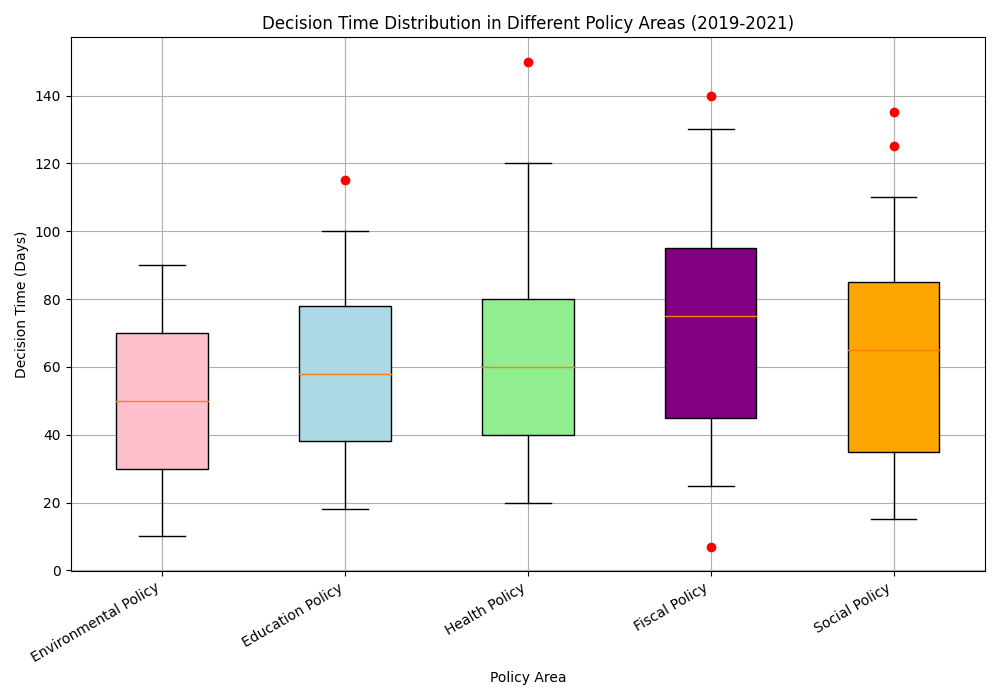 Decision Time Distribution in Different Policy Areas (2019-2021)
Decision Time (Days)
140
120
100
80
60
40
20
0
Environmental Policy
Education Policy
Health Policy
Fiscal Policy
Social Policy
Policy Area